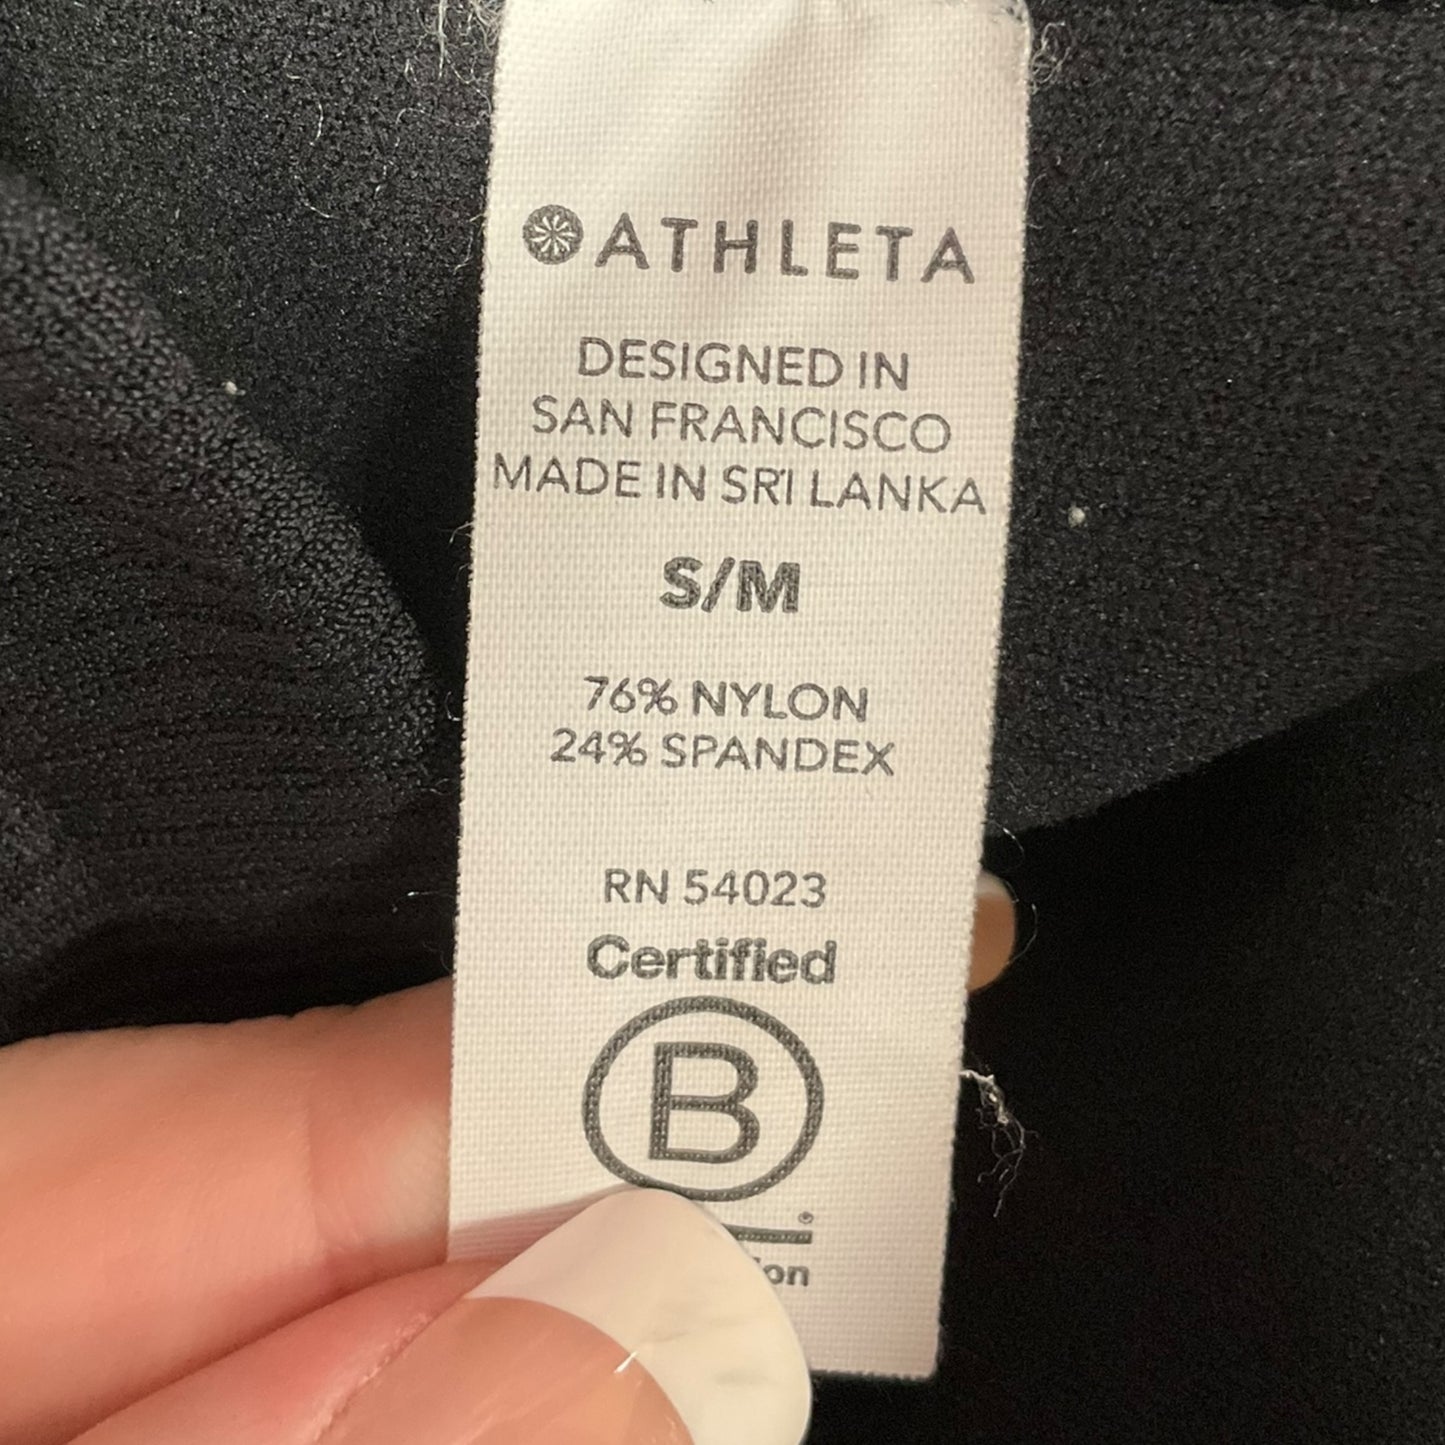 ATHLETA
DESIGNED IN
SAN FRANCISCO
MADE IN SRI LANKA
S/M
76% NYLON
24% SPANDEX
RN 54023
Certified
B
®